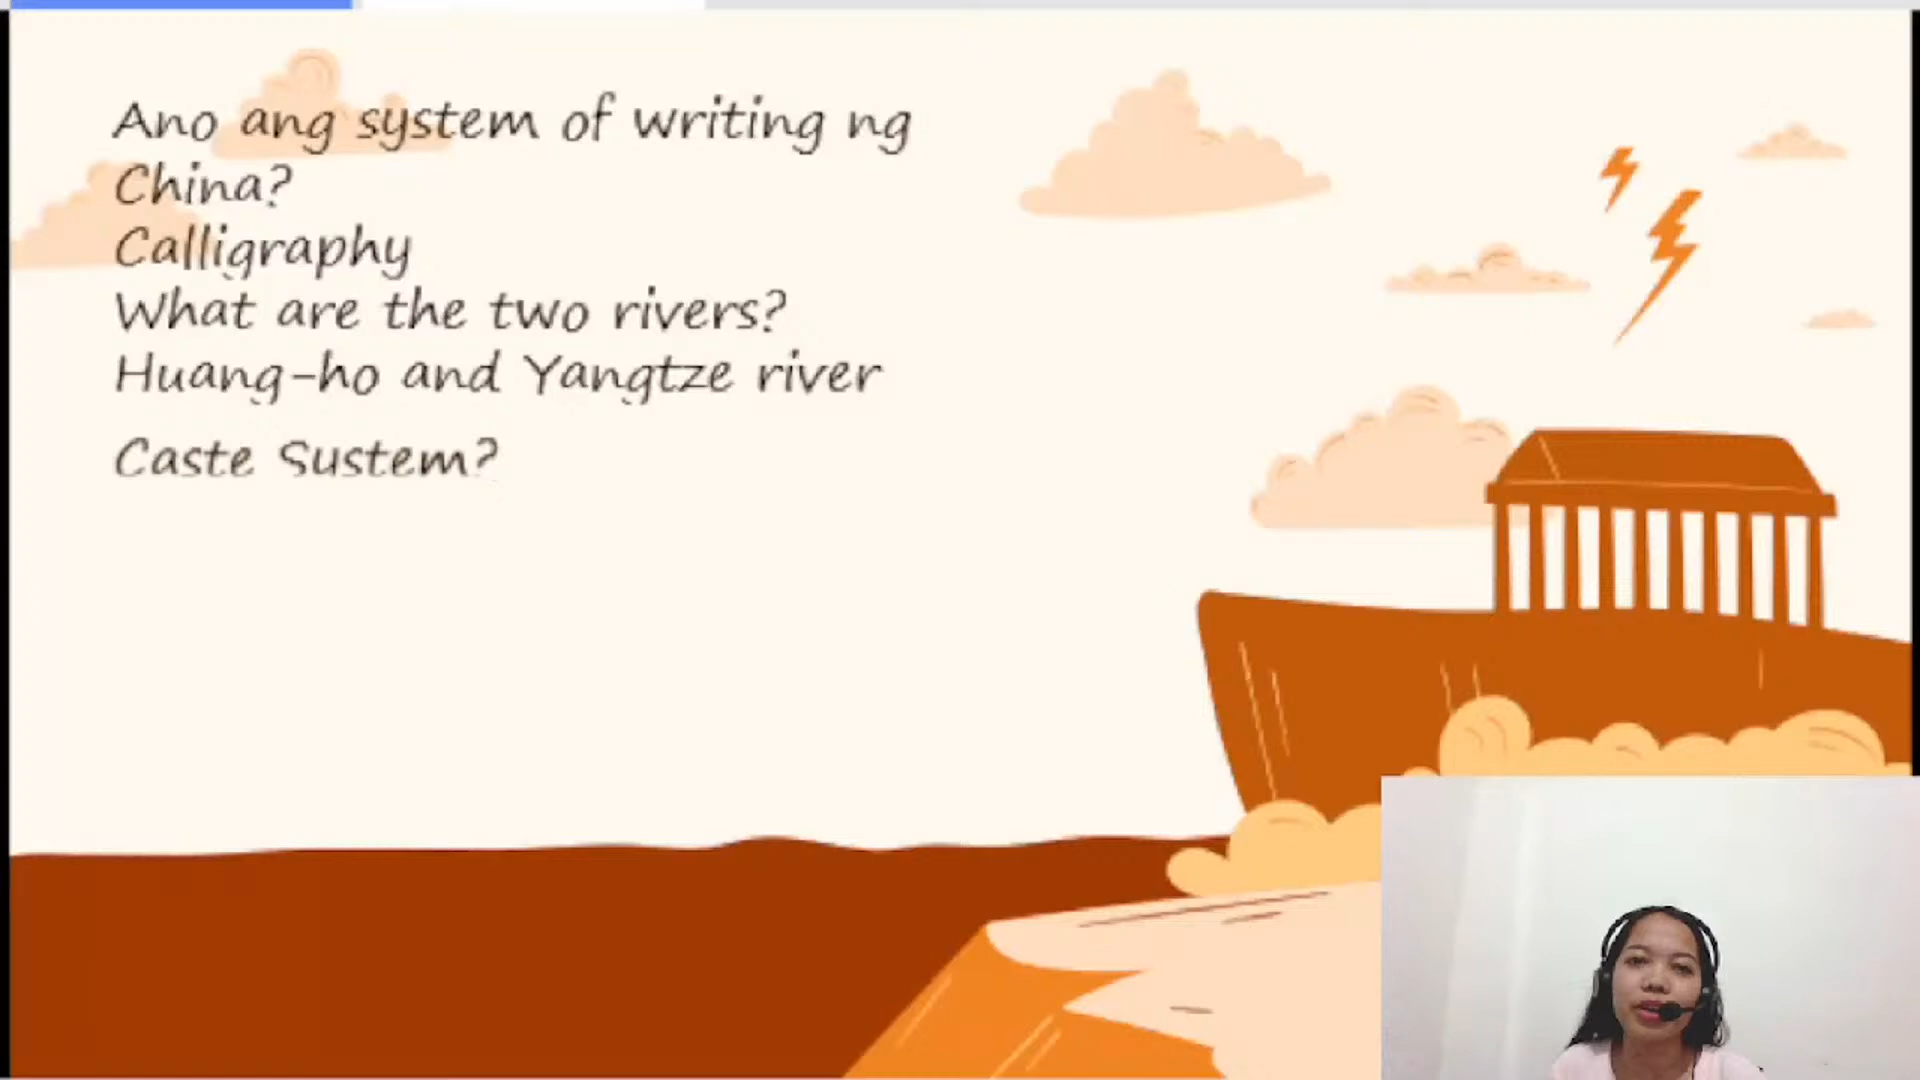 Ano ang system of writing ng
China?
Calligraphy
What are the two rivers?
Huang-ho and Yangtze river
Caste System?